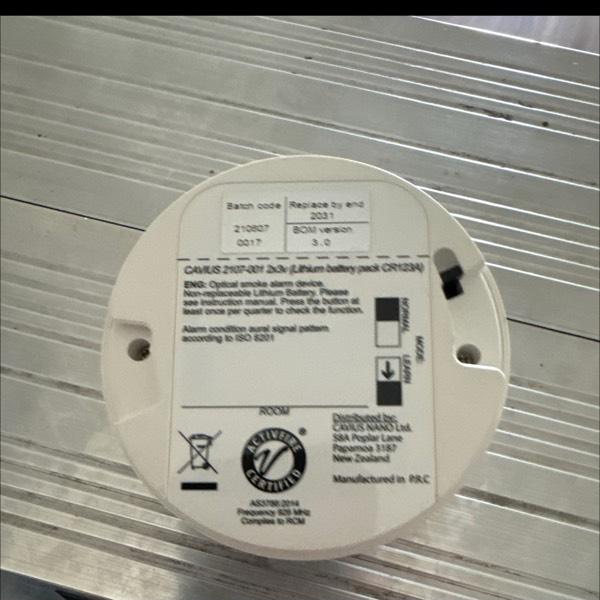 Batch code
210607
0017
Replace by end
2031
BOM version
3.0
CAVIUS 2107-001 2x3v (Lithium battery pack CR123A)
ENG: Optical smoke alarm device.
Non-replaceable Lithium Battery. Please
see instruction manual. Press the button at
least once per quarter to check the function.
Alarm condition aural signal pattern
according to ISO 8201
NORMAL
MODE
LEARN
ROOM
ACTIVFIRE
®
CERTIFIED
AS3786:2014
Frequency 926 MHz
Complies to RCM
Distributed by:
CAVIUS NANO Ltd.
58A Poplar Lane
Papamoa 3187
New Zealand
Manufactured in P.R.C